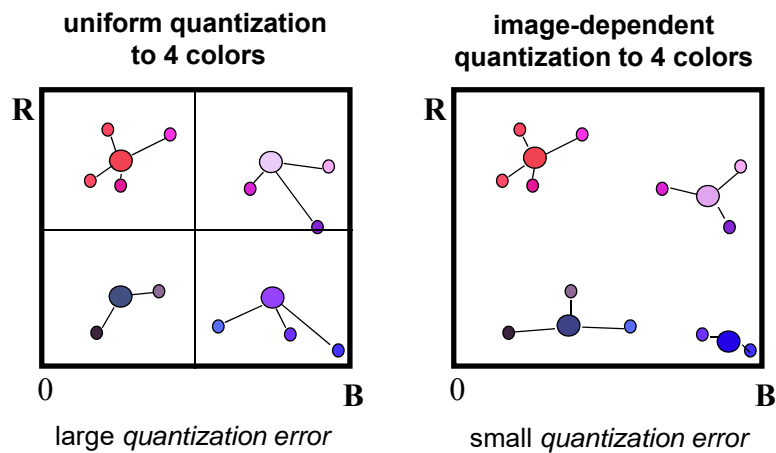 uniform quantization
to 4 colors
R
0
B
large quantization error
image-dependent
quantization to 4 colors
R
0
B
small quantization error